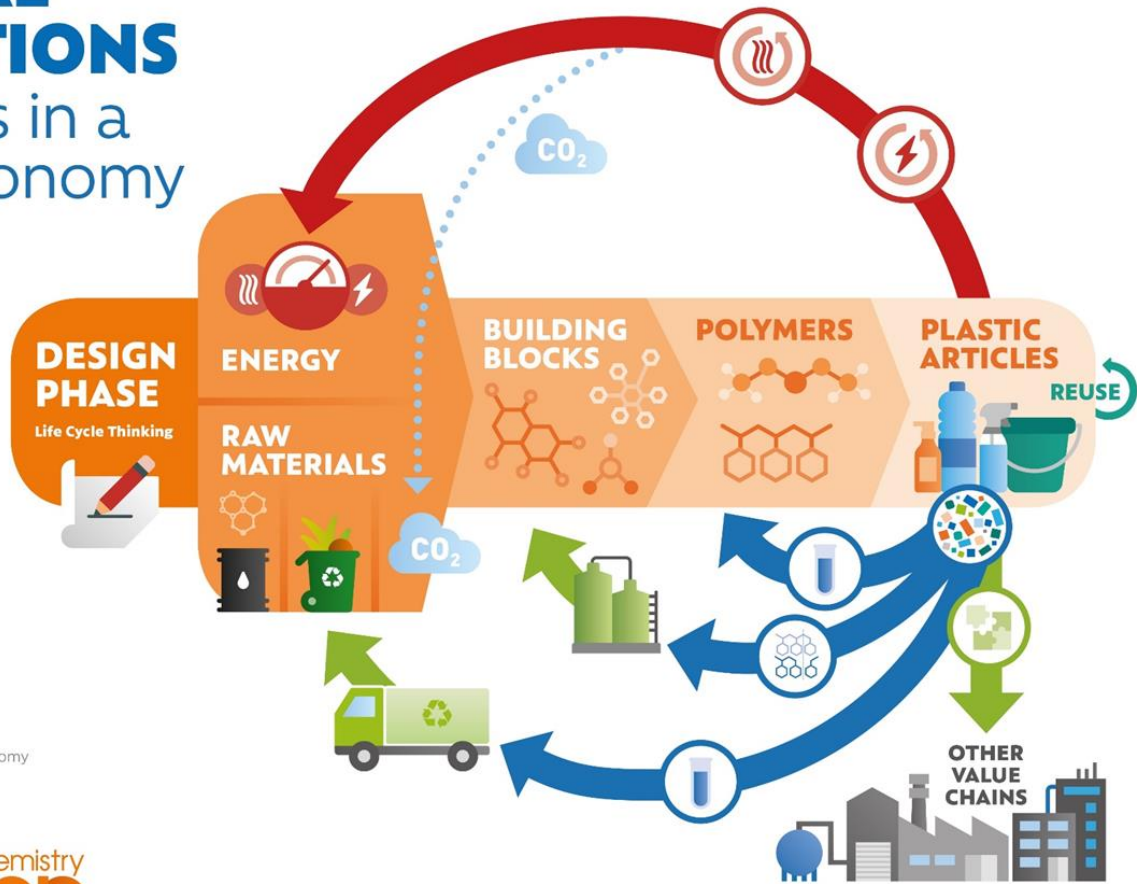 TIONS
s in a
onomy
CO₂
DESIGN
PHASE
Life Cycle Thinking
ENERGY
RAW
MATERIALS
CO₂
BUILDING
BLOCKS
POLYMERS
PLASTIC
ARTICLES
REUSE
OTHER
VALUE
CHAINS
omy
emistry